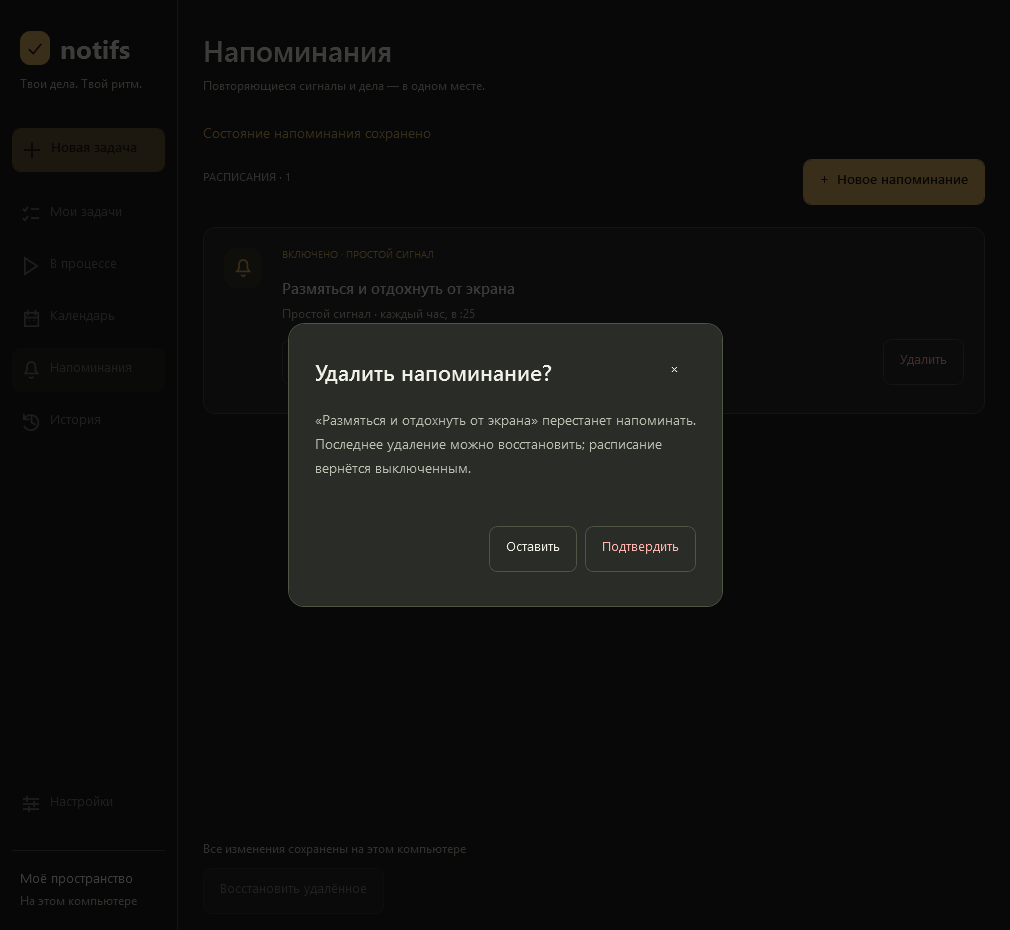 notifs
Твои дела. Твой ритм.
Новая задача
Мои задачи
В процессе
Календарь
Напоминания
История
Настройки
Моё пространство
На этом компьютере
Напоминания
Повторяющиеся сигналы и дела — в одном месте.
Состояние напоминания сохранено
РАСПИСАНИЯ · 1
+ Новое напоминание
ВКЛЮЧЕНО · ПРОСТОЙ СИГНАЛ
Размяться и отдохнуть от экрана
Простой сигнал · каждый час, в :25
Удалить
Удалить напоминание?
×
«Размяться и отдохнуть от экрана» перестанет напоминать.
Последнее удаление можно восстановить; расписание
вернётся выключенным.
Оставить
Подтвердить
Все изменения сохранены на этом компьютере
Восстановить удалённое